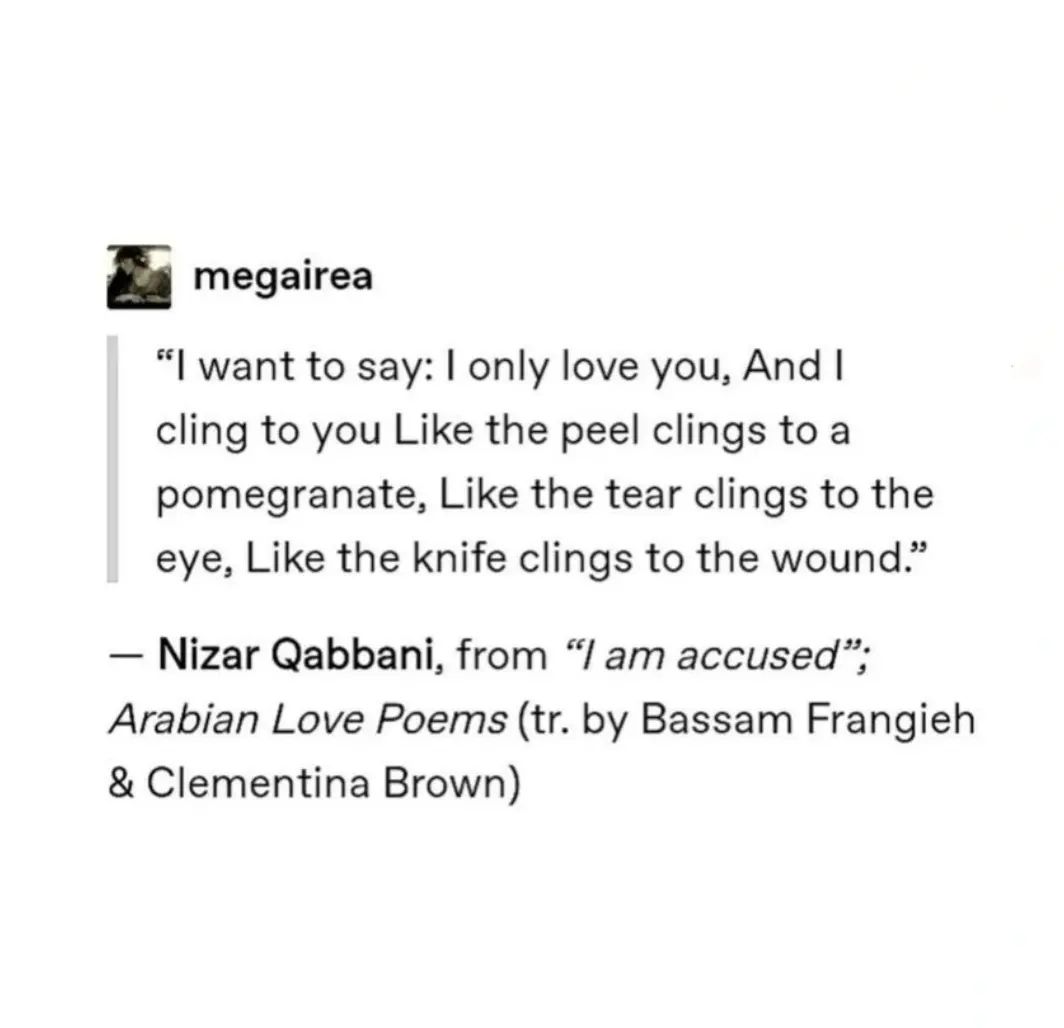 megairea
“I want to say: I only love you, And I
cling to you Like the peel clings to a
pomegranate, Like the tear clings to the
eye, Like the knife clings to the wound.”
— Nizar Qabbani, from “I am accused”;
Arabian Love Poems (tr. by Bassam Frangieh
& Clementina Brown)